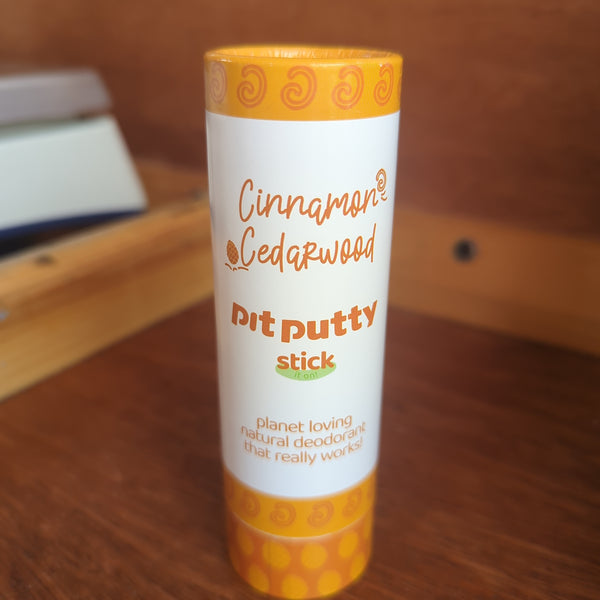 Cinnamon
Cedarwood
pit putty
stick
it on!
planet loving
natural deodorant
that really works!